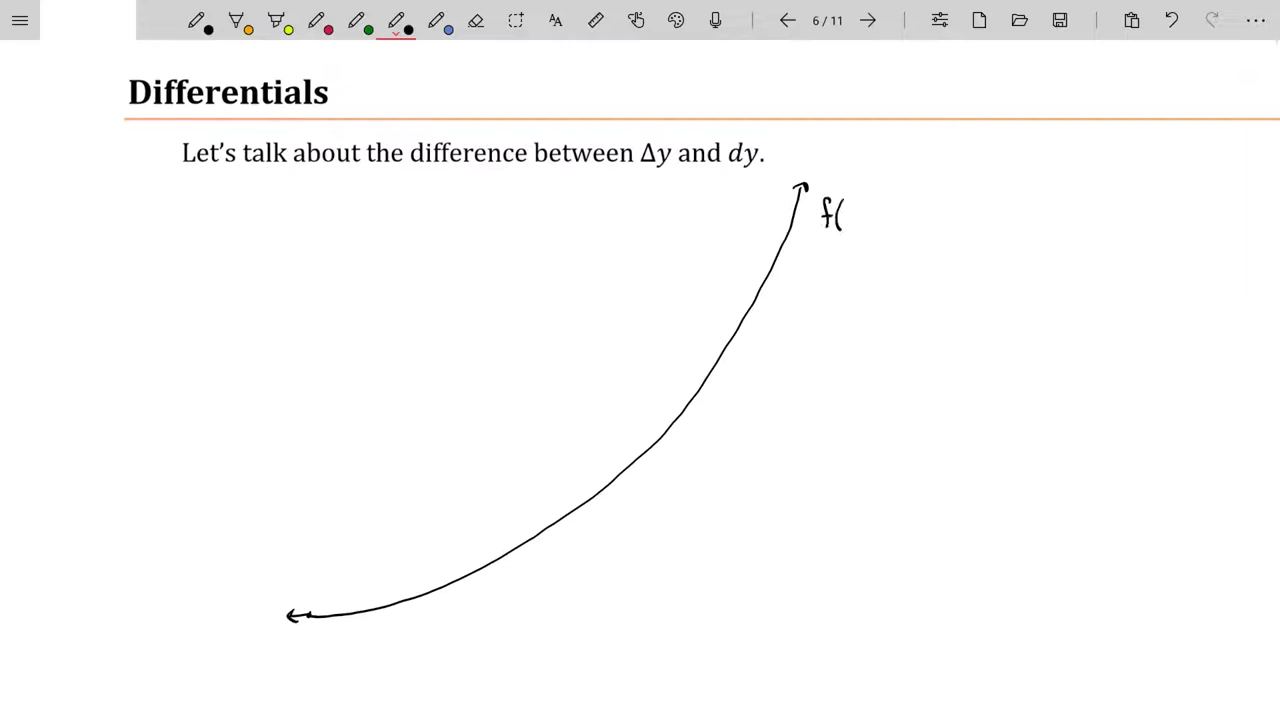 6 / 11
Differentials
Let’s talk about the difference between Δy and dy.
f(